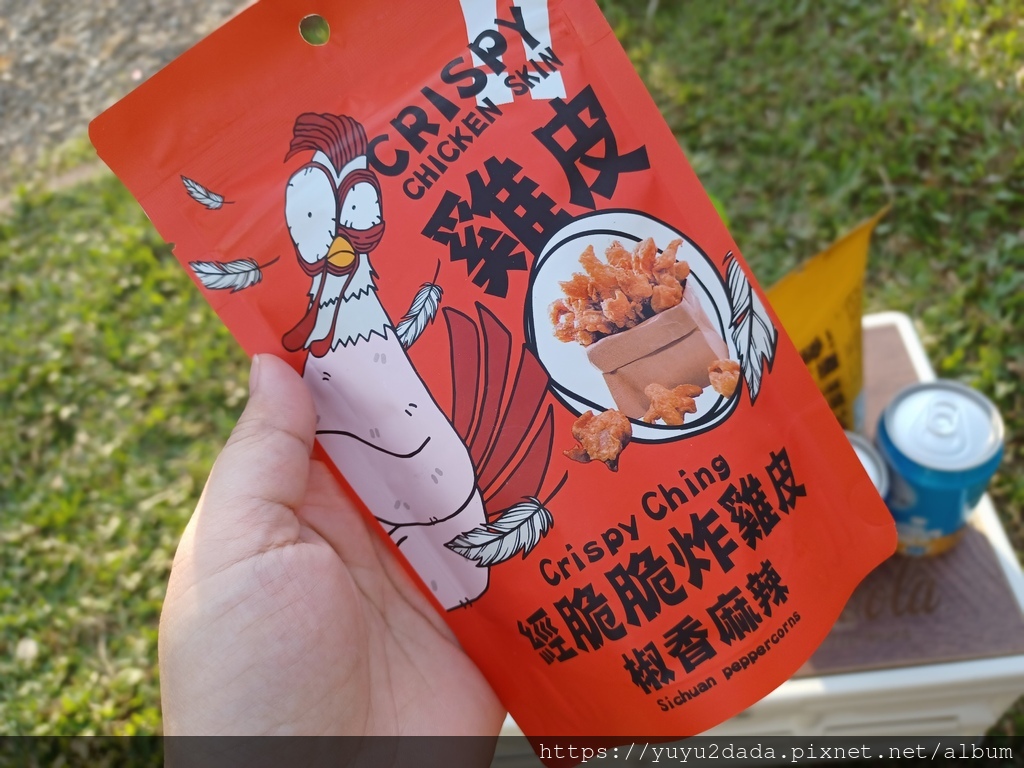 CRISPY
CHICKEN SKIN
雞皮
Crispy Ching
經脆脆炸雞皮
椒香麻辣
Sichuan peppercorns
https://yuyu2dada.pixnet.net/album